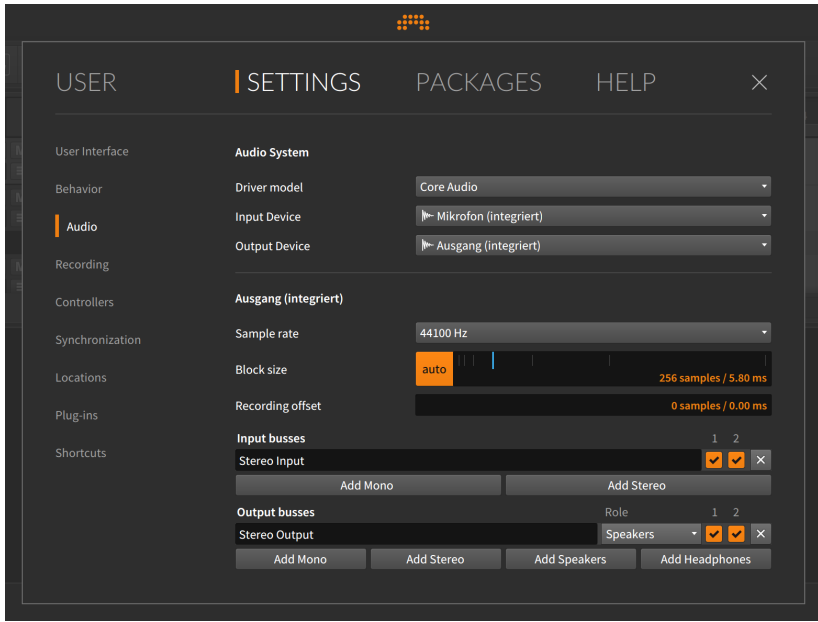 USER SETTINGS PACKAGES HELP
User Interface
Behavior
Audio
Recording
Controllers
Synchronization
Locations
Plug-ins
Shortcuts
Audio System
Driver model Core Audio
Input Device Mikrofon (integriert)
Output Device Ausgang (integriert)
Ausgang (integriert)
Sample rate 44100 Hz
Block size auto 256 samples / 5.80 ms
Recording offset 0 samples / 0.00 ms
Input busses 1 2
Stereo Input
Add Mono Add Stereo
Output busses Role 1 2
Stereo Output Speakers
Add Mono Add Stereo Add Speakers Add Headphones